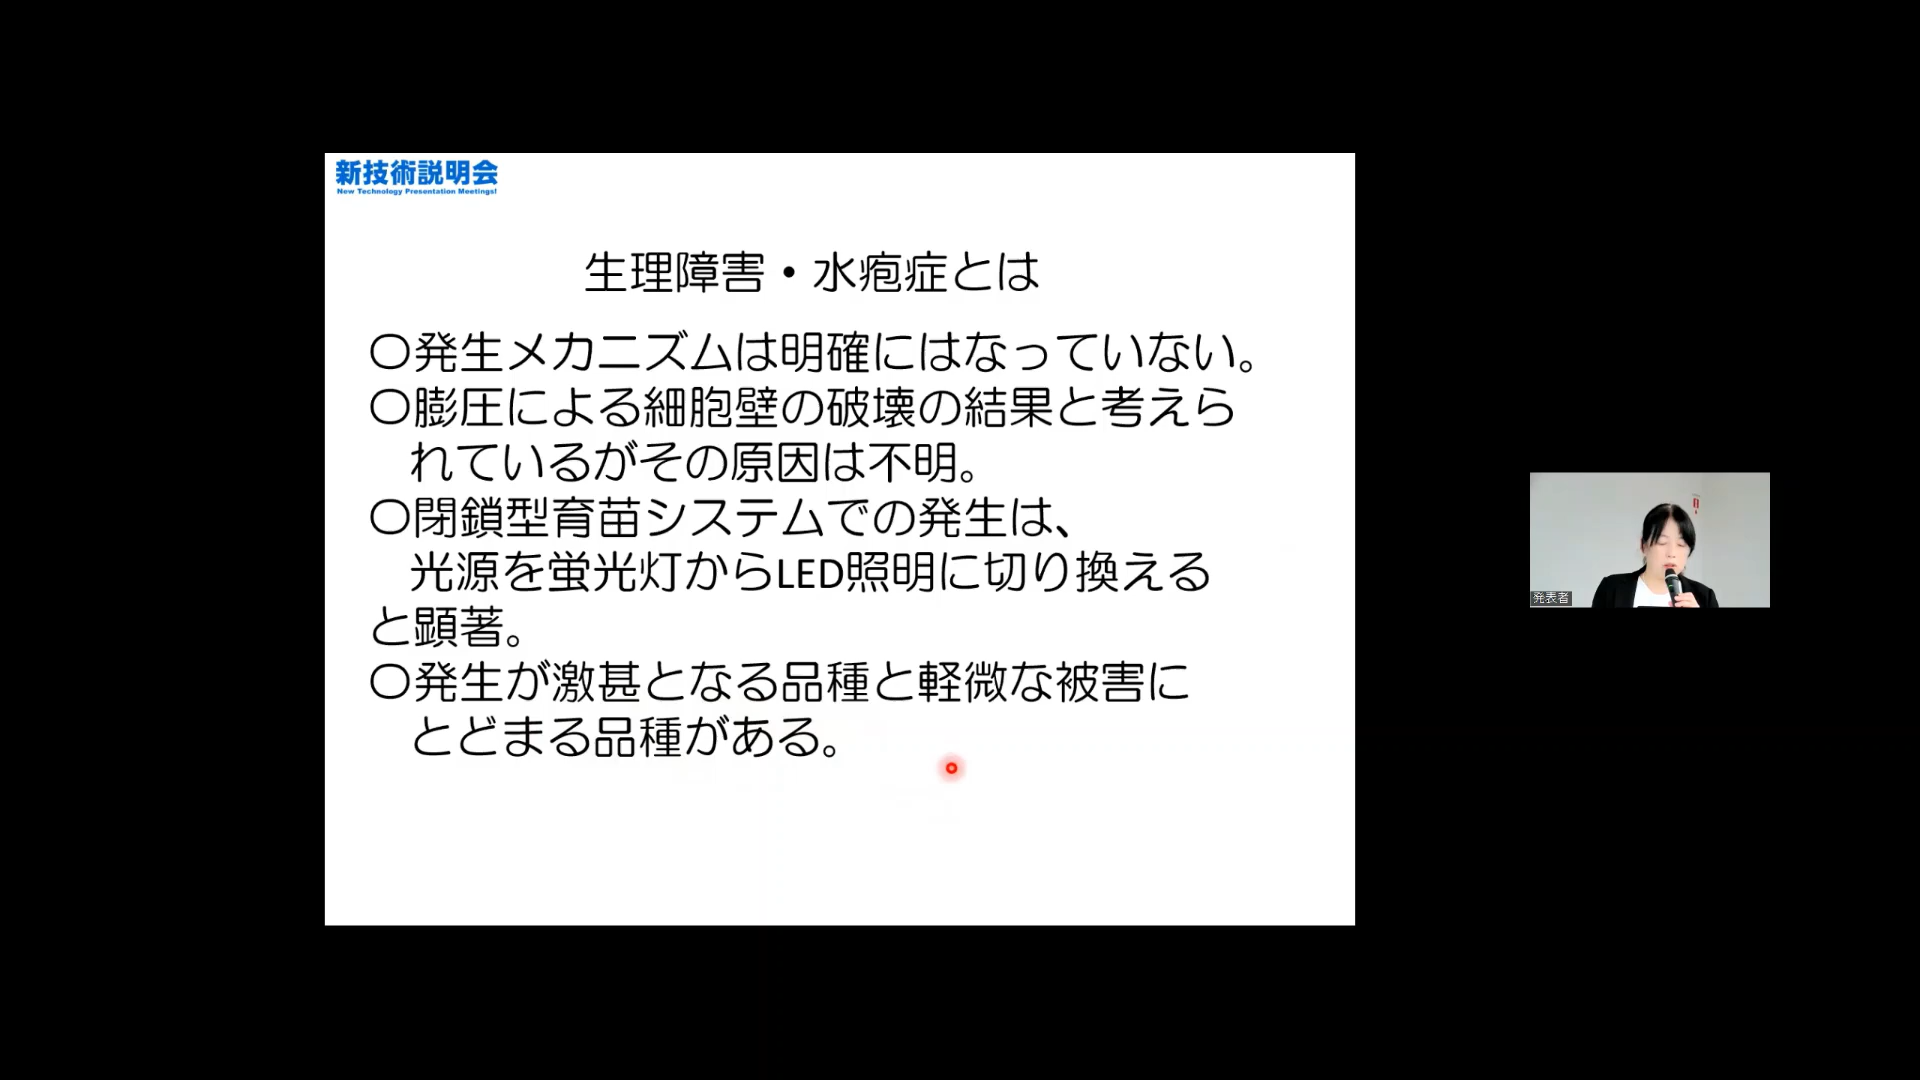 新技術説明会
New Technology Presentation Meetings!
生理障害・水疱症とは
〇発生メカニズムは明確にはなっていない。
〇膨圧による細胞壁の破壊の結果と考えら
れているがその原因は不明。
〇閉鎖型育苗システムでの発生は、
光源を蛍光灯からLED照明に切り換える
と顕著。
〇発生が激甚となる品種と軽微な被害に
とどまる品種がある。
発表者